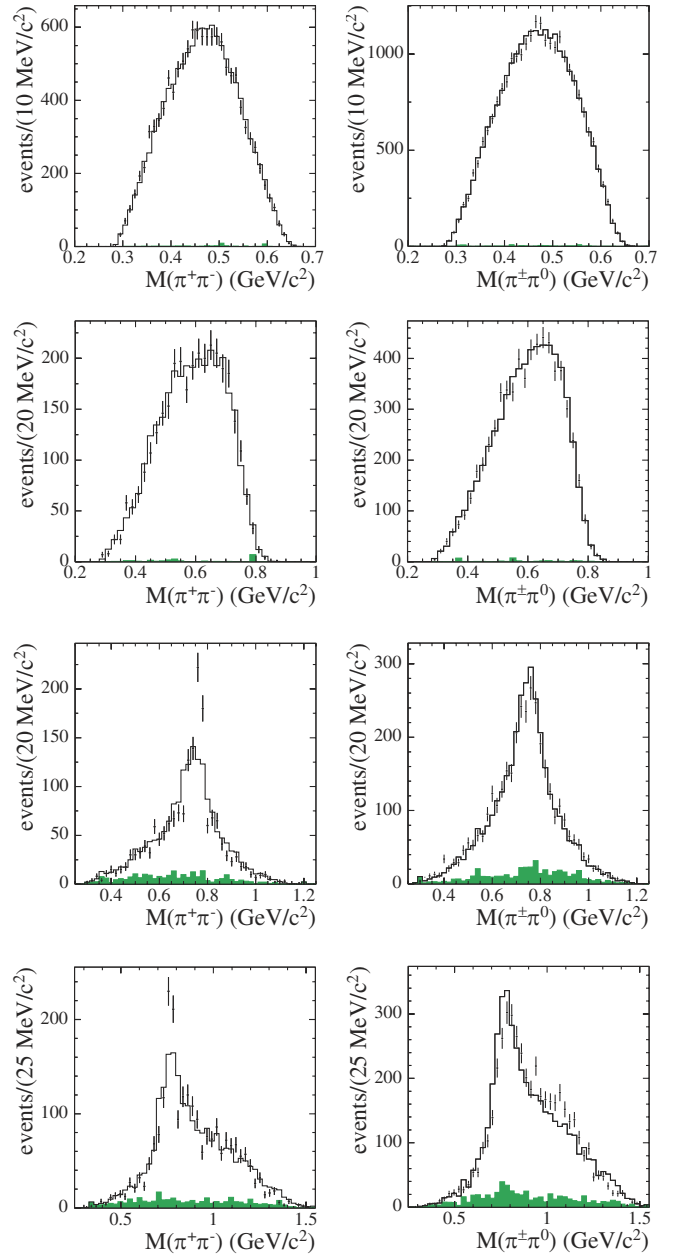 events/(10 MeV/c²)
600
400
200
0
0.2 0.3 0.4 0.5 0.6 0.7
M(π⁺π⁻) (GeV/c²)
events/(10 MeV/c²)
1000
500
0
0.2 0.3 0.4 0.5 0.6 0.7
M(π±π⁰) (GeV/c²)
events/(20 MeV/c²)
200
150
100
50
0
0.2 0.4 0.6 0.8 1
M(π⁺π⁻) (GeV/c²)
events/(20 MeV/c²)
400
300
200
100
0
0.2 0.4 0.6 0.8 1
M(π±π⁰) (GeV/c²)
events/(20 MeV/c²)
200
150
100
50
0
0.4 0.6 0.8 1 1.2
M(π⁺π⁻) (GeV/c²)
events/(20 MeV/c²)
300
200
100
0
0.4 0.6 0.8 1 1.2
M(π±π⁰) (GeV/c²)
events/(25 MeV/c²)
200
100
0
0.5 1 1.5
M(π⁺π⁻) (GeV/c²)
events/(25 MeV/c²)
300
200
100
0
0.5 1 1.5
M(π±π⁰) (GeV/c²)